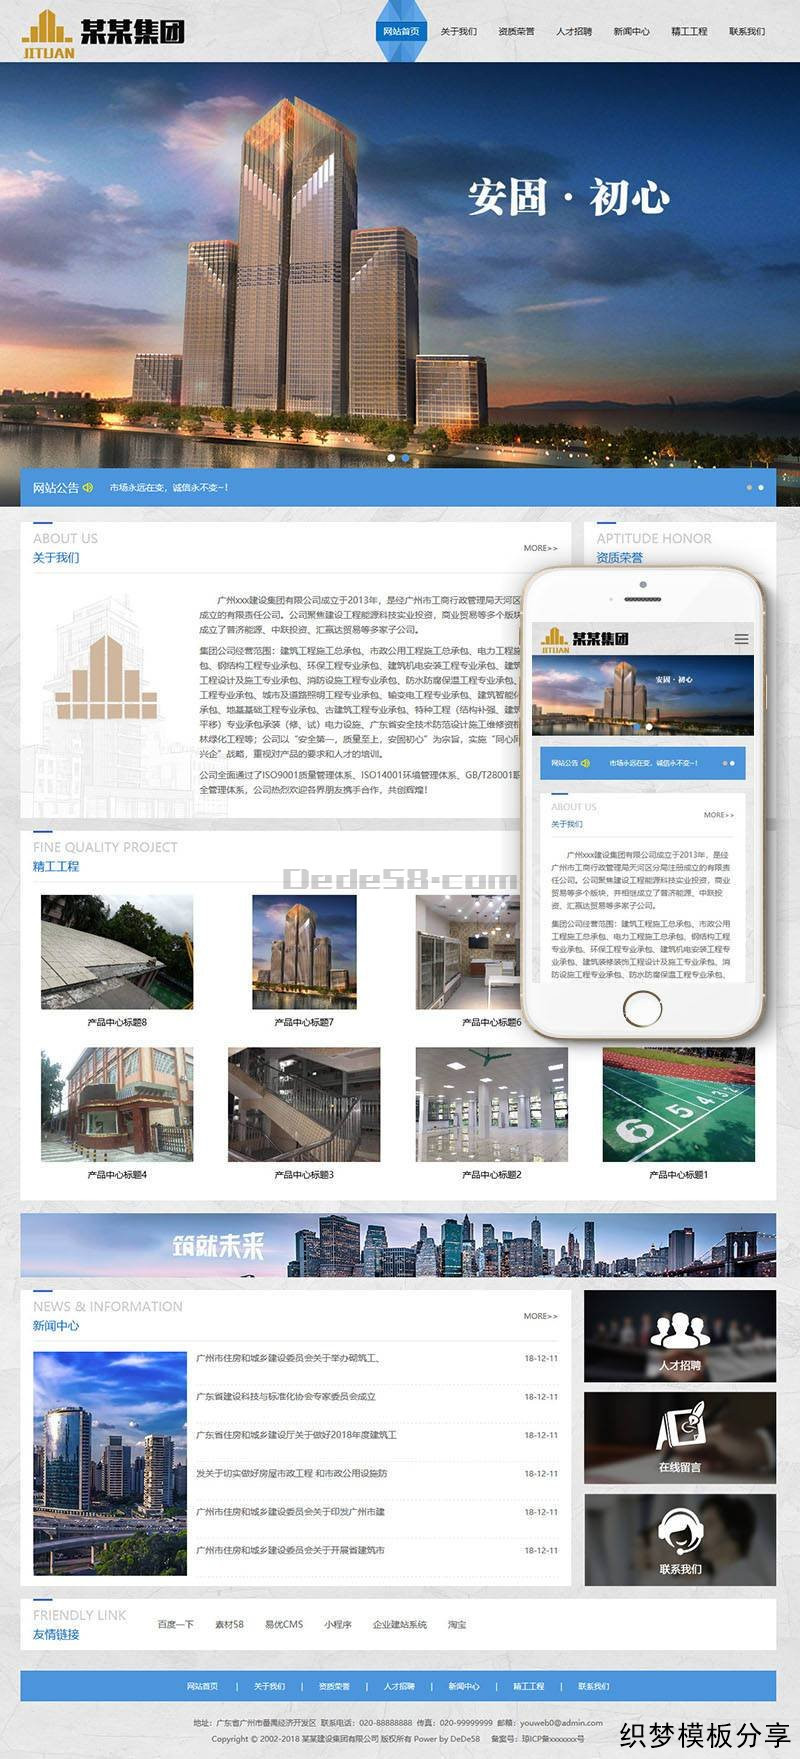 某某集团
JITUAN
网站首页 关于我们 资质荣誉 人才招聘 新闻中心 精工工程 联系我们
安固·初心
网站公告 市场永远在变，诚信永不变~！
ABOUT US
关于我们
MORE>>
APTITUDE HONOR
资质荣誉
广州xxx建设集团有限公司成立于2013年，是经广州市工商行政管理局天河区
成立的有限责任公司。公司聚焦建设工程能源科技实业投资，商业贸易等多个版块
成立了普济能源、中跃投资、汇赢达贸易等多家子公司。
集团公司经营范围：建筑工程施工总承包、市政公用工程施工总承包、电力工程施
包、钢结构工程专业承包、环保工程专业承包、建筑机电安装工程专业承包、建筑
工程设计及施工专业承包、消防设施工程专业承包、防水防腐保温工程专业承包、
工程专业承包、城市及道路照明工程专业承包、输变电工程专业承包、建筑智能化
承包、地基基础工程专业承包、古建筑工程专业承包、特种工程（结构补强、建筑
平移）专业承包承装（修、试）电力设施、广东省安全技术防范设计施工维修资格
林绿化工程等；公司以“安全第一，质量至上，安固初心”为宗旨，实施“同心同
兴企”战略，重视对产品的要求和人才的培训。
公司全面通过了ISO9001质量管理体系、ISO14001环境管理体系、GB/T28001职
全管理体系，公司热烈欢迎各界朋友携手合作，共创辉煌！
某某集团
JITUAN
安固·初心
网站公告 市场永远在变，诚信永不变~！
ABOUT US
关于我们
MORE>>
广州xxx建设集团有限公司成立于2013年，是经
广州市工商行政管理局天河区分局注册成立的有限责
任公司。公司聚焦建设工程能源科技实业投资，商业
贸易等多个版块，并相继成立了普济能源、中跃投
资、汇赢达贸易等多家子公司。
集团公司经营范围：建筑工程施工总承包、市政公用
工程施工总承包、电力工程施工总承包、钢结构工程
专业承包、环保工程专业承包、建筑机电安装工程专
业承包、建筑装修装饰工程设计及施工专业承包、消
防设施工程专业承包、防水防腐保温工程专业承包、
FINE QUALITY PROJECT
精工工程
Dede58.com
产品中心标题8
产品中心标题7
产品中心标题6
产品中心标题4
产品中心标题3
产品中心标题2
产品中心标题1
筑就未来
NEWS & INFORMATION
新闻中心
MORE>>
广州市住房和城乡建设委员会关于举办砌筑工、 18-12-11
广东省建设科技与标准化协会专家委员会成立 18-12-11
广东省住房和城乡建设厅关于做好2018年度建筑工 18-12-11
发关于切实做好房屋市政工程 和市政公用设施防 18-12-11
广州市住房和城乡建设委员会关于印发广州市建 18-12-11
广州市住房和城乡建设委员会关于开展省建筑市 18-12-11
人才招聘
在线留言
联系我们
FRIENDLY LINK
友情链接
百度一下 素材58 易优CMS 小程序 企业建站系统 淘宝
网站首页 | 关于我们 | 资质荣誉 | 人才招聘 | 新闻中心 | 精工工程 | 联系我们
地址：广东省广州市番禺经济开发区 联系电话：020-88888888 传真：020-99999999 邮箱：youweb0@admin.com
Copyright © 2002-2018 某某建设集团有限公司 版权所有 Power by DeDe58 备案号：琼ICP备xxxxxxxx号
织梦模板分享